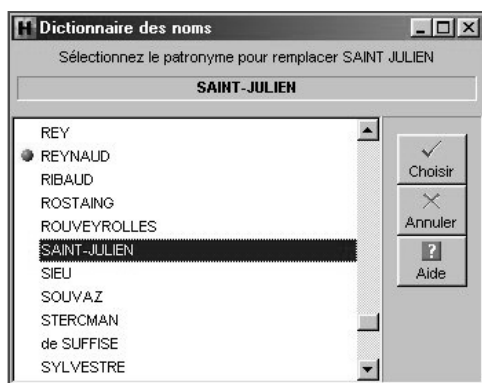 H Dictionnaire des noms
Sélectionnez le patronyme pour remplacer SAINT JULIEN
SAINT-JULIEN
REY
REYNAUD
RIBAUD
ROSTAING
ROUVEYROLLES
SAINT-JULIEN
SIEU
SOUVAZ
STERCMAN
de SUFFISE
SYLVESTRE
Choisir
Annuler
?
Aide